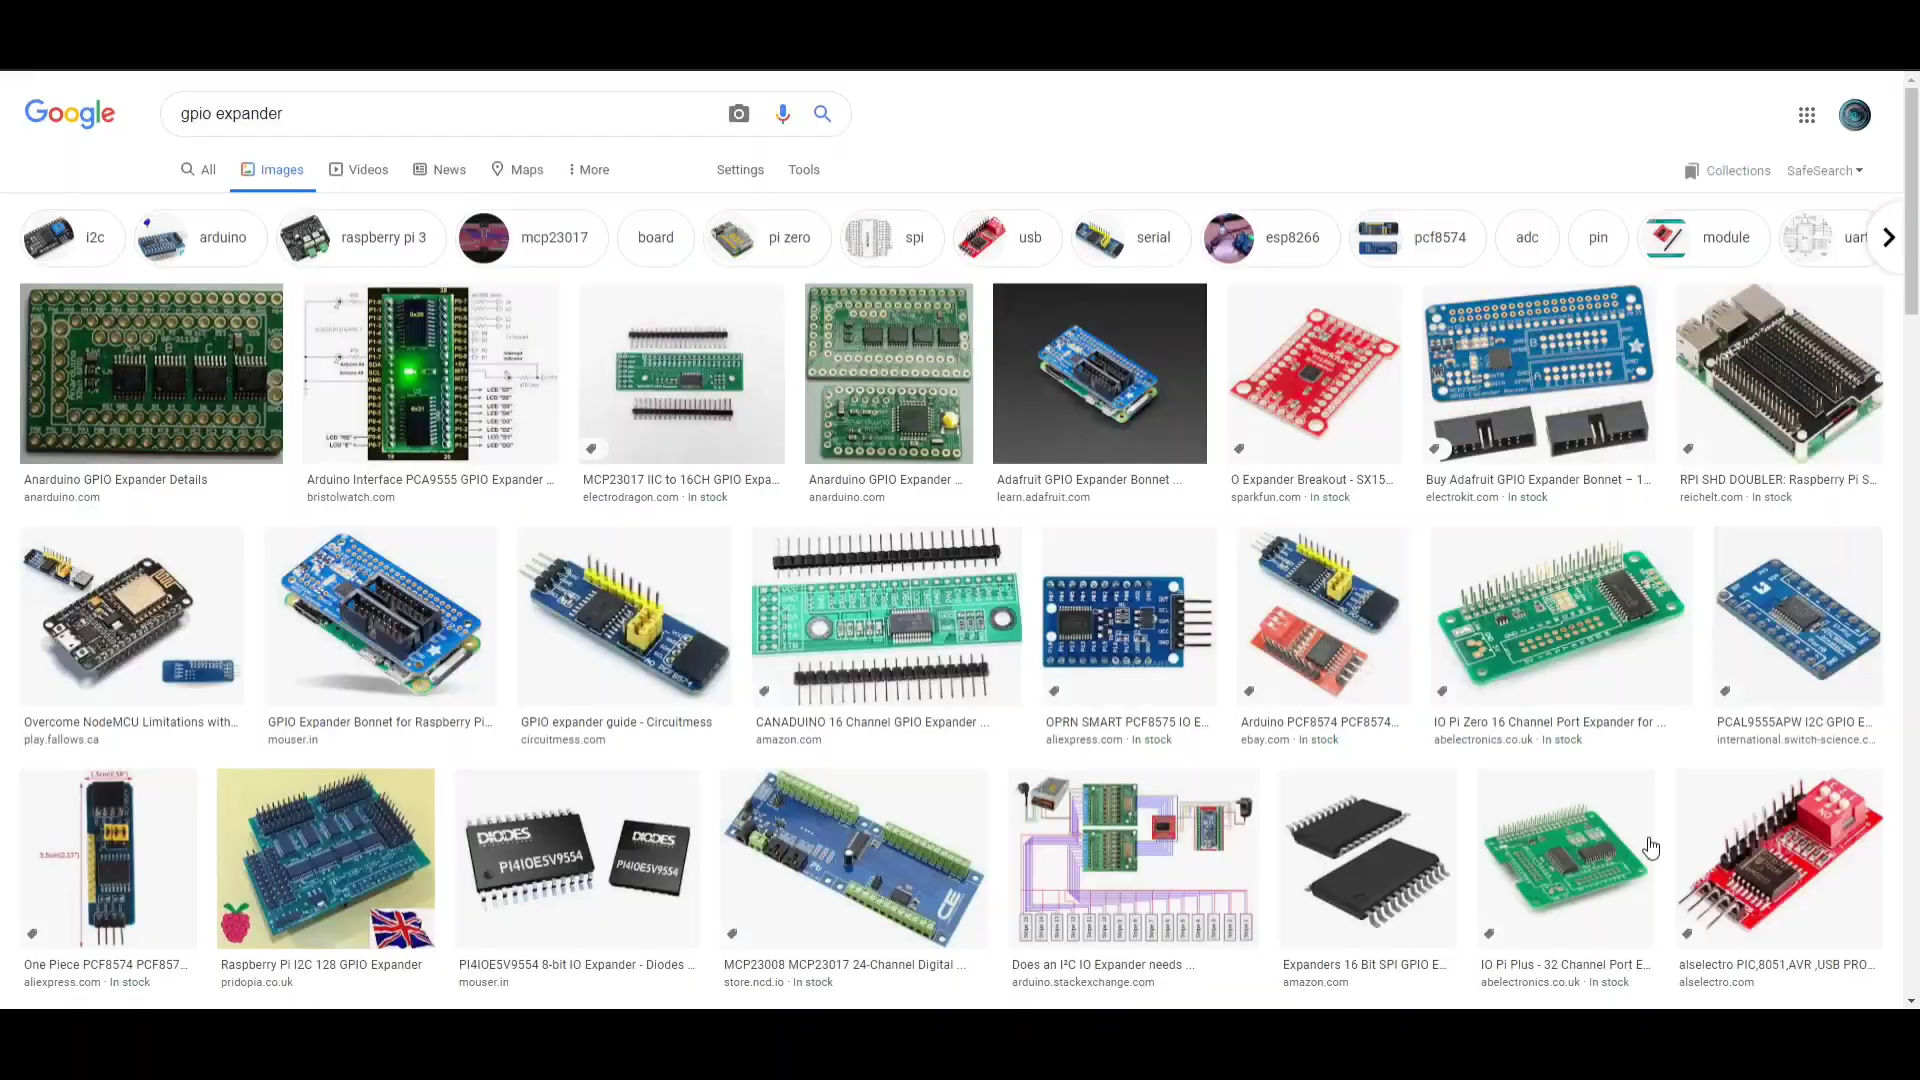 Google
gpio expander
All
Images
Videos
News
Maps
More
Settings
Tools
Collections
SafeSearch
i2c
arduino
raspberry pi 3
mcp23017
board
pi zero
spi
usb
serial
esp8266
pcf8574
adc
pin
module
uart
Anarduino GPIO Expander Details
anarduino.com
Arduino Interface PCA9555 GPIO Expander ...
bristolwatch.com
MCP23017 IIC to 16CH GPIO Expa...
electrodragon.com · In stock
Anarduino GPIO Expander ...
anarduino.com
Adafruit GPIO Expander Bonnet ...
learn.adafruit.com
O Expander Breakout - SX15...
sparkfun.com · In stock
Buy Adafruit GPIO Expander Bonnet – 1...
electrokit.com · In stock
RPI SHD DOUBLER: Raspberry Pi S...
reichelt.com · In stock
Overcome NodeMCU Limitations with...
play.fallows.ca
GPIO Expander Bonnet for Raspberry Pi...
mouser.in
GPIO expander guide - Circuitmess
circuitmess.com
CANADUINO 16 Channel GPIO Expander ...
amazon.com
OPRN SMART PCF8575 IO E...
aliexpress.com · In stock
Arduino PCF8574 PCF8574...
ebay.com · In stock
IO Pi Zero 16 Channel Port Expander for ...
abelectronics.co.uk · In stock
PCAL9555APW I2C GPIO E...
international.switch-science.c...
DIODES
PI4IOE5V9554
DIODES
PI4IOE5V9554
One Piece PCF8574 PCF857...
aliexpress.com · In stock
Raspberry Pi I2C 128 GPIO Expander
pridopia.co.uk
PI4IOE5V9554 8-bit IO Expander - Diodes ...
mouser.in
MCP23008 MCP23017 24-Channel Digital ...
store.ncd.io · In stock
Does an I²C IO Expander needs ...
arduino.stackexchange.com
Expanders 16 Bit SPI GPIO E...
amazon.com
IO Pi Plus - 32 Channel Port E...
abelectronics.co.uk · In stock
alselectro PIC,8051,AVR ,USB PRO...
alselectro.com